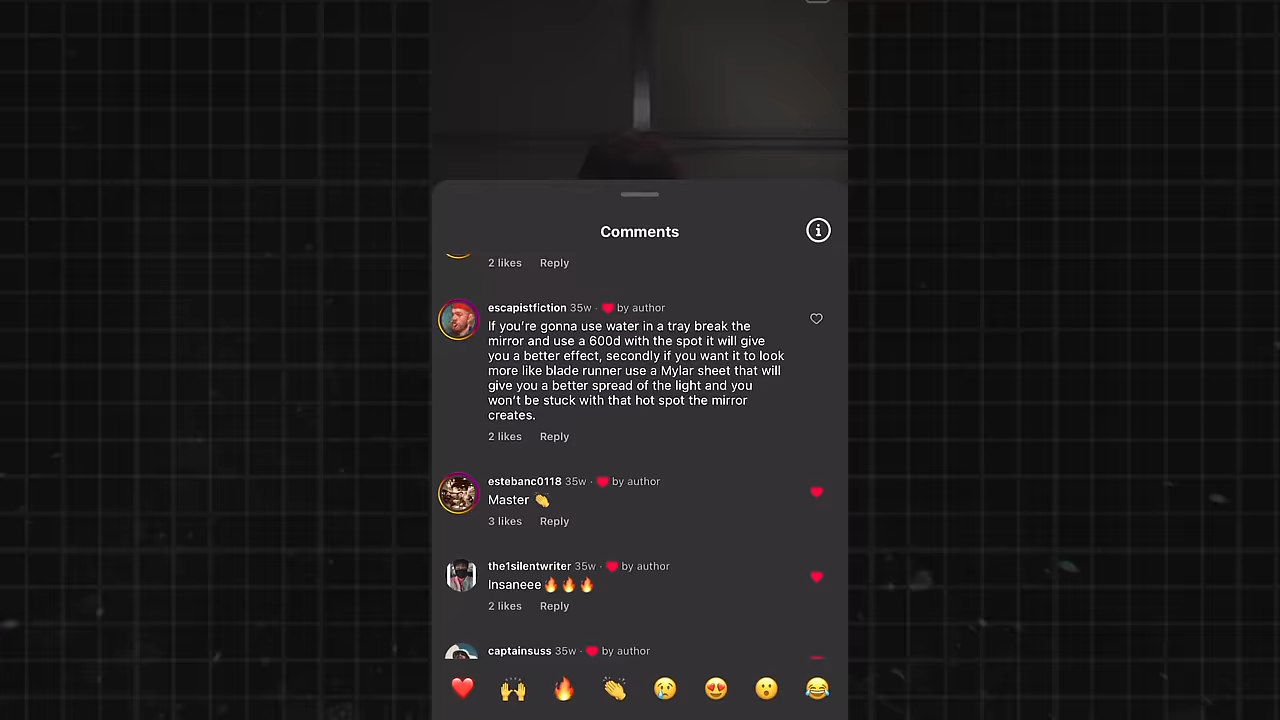 Comments
2 likes Reply
escapistfiction 35w · ❤️ by author
If you're gonna use water in a tray break the
mirror and use a 600d with the spot it will give
you a better effect, secondly if you want it to look
more like blade runner use a Mylar sheet that will
give you a better spread of the light and you
won't be stuck with that hot spot the mirror
creates.
2 likes Reply
estebanc0118 35w · ❤️ by author
Master 👏
3 likes Reply
the1silentwriter 35w · ❤️ by author
Insaneee🔥🔥🔥
2 likes Reply
captainsuss 35w · ❤️ by author